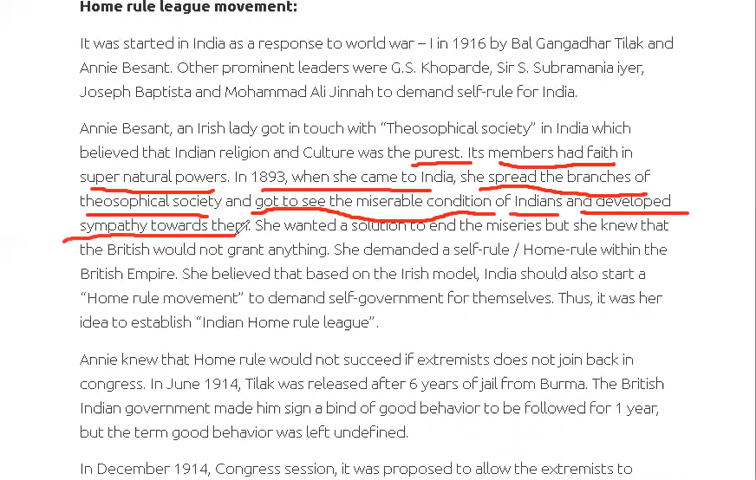 Home rule league movement:
It was started in India as a response to world war – I in 1916 by Bal Gangadhar Tilak and
Annie Besant. Other prominent leaders were G.S. Khoparde, Sir S. Subramania iyer,
Joseph Baptista and Mohammad Ali Jinnah to demand self-rule for India.
Annie Besant, an Irish lady got in touch with “Theosophical society” in India which
believed that Indian religion and Culture was the purest. Its members had faith in
super natural powers. In 1893, when she came to India, she spread the branches of
theosophical society and got to see the miserable condition of Indians and developed
sympathy towards them. She wanted a solution to end the miseries but she knew that
the British would not grant anything. She demanded a self-rule / Home-rule within the
British Empire. She believed that based on the Irish model, India should also start a
“Home rule movement” to demand self-government for themselves. Thus, it was her
idea to establish “Indian Home rule league”.
Annie knew that Home rule would not succeed if extremists does not join back in
congress. In June 1914, Tilak was released after 6 years of jail from Burma. The British
Indian government made him sign a bind of good behavior to be followed for 1 year,
but the term good behavior was left undefined.
In December 1914, Congress session, it was proposed to allow the extremists to